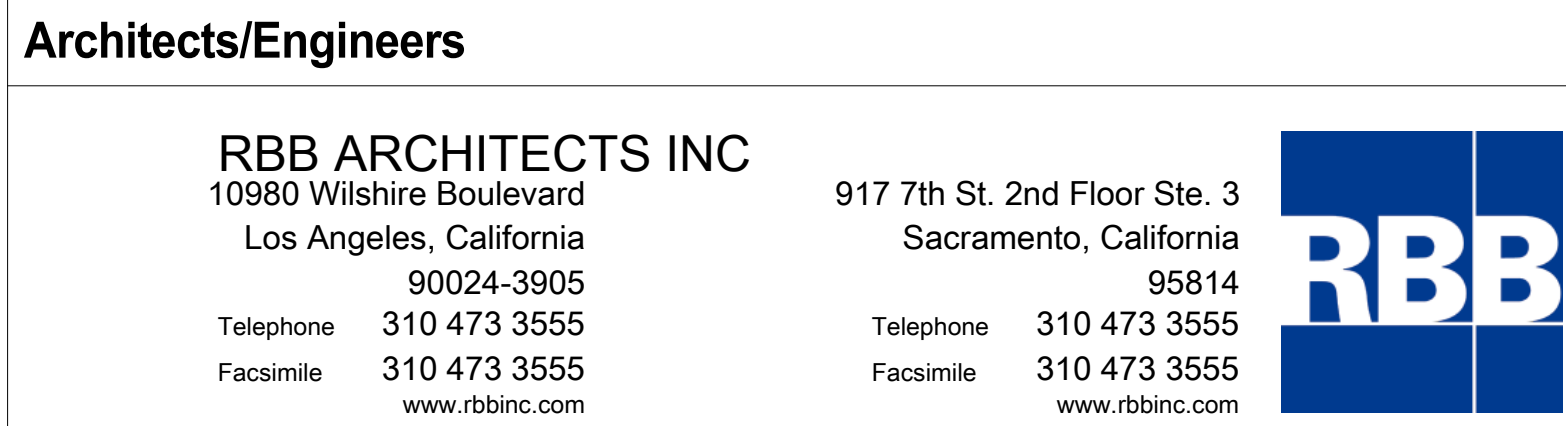 Architects/Engineers
RBB ARCHITECTS INC
10980 Wilshire Boulevard
Los Angeles, California
90024-3905
Telephone 310 473 3555
Facsimile 310 473 3555
www.rbbinc.com
917 7th St. 2nd Floor Ste. 3
Sacramento, California
95814
Telephone 310 473 3555
Facsimile 310 473 3555
www.rbbinc.com
RBB